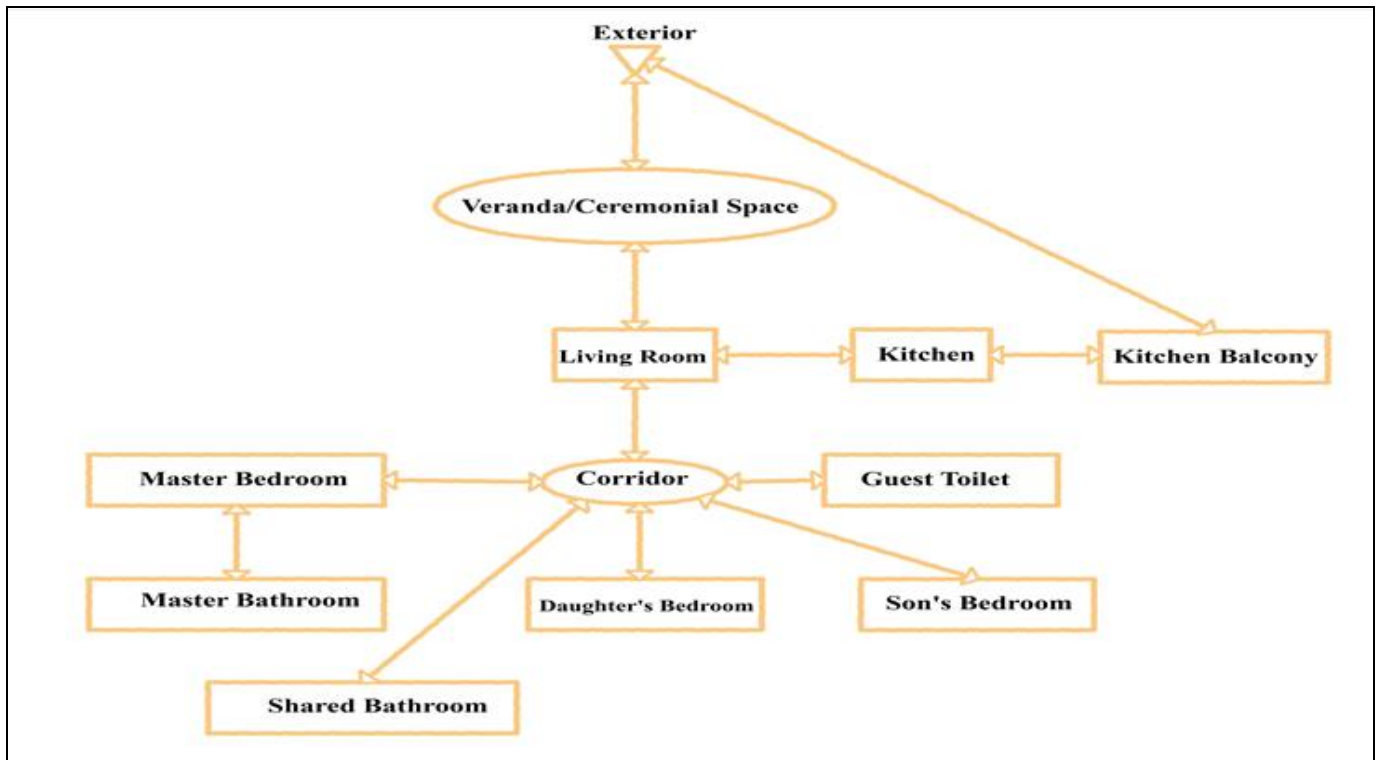 Exterior
Veranda/Ceremonial Space
Living Room
Kitchen
Kitchen Balcony
Master Bedroom
Corridor
Guest Toilet
Master Bathroom
Daughter's Bedroom
Son's Bedroom
Shared Bathroom